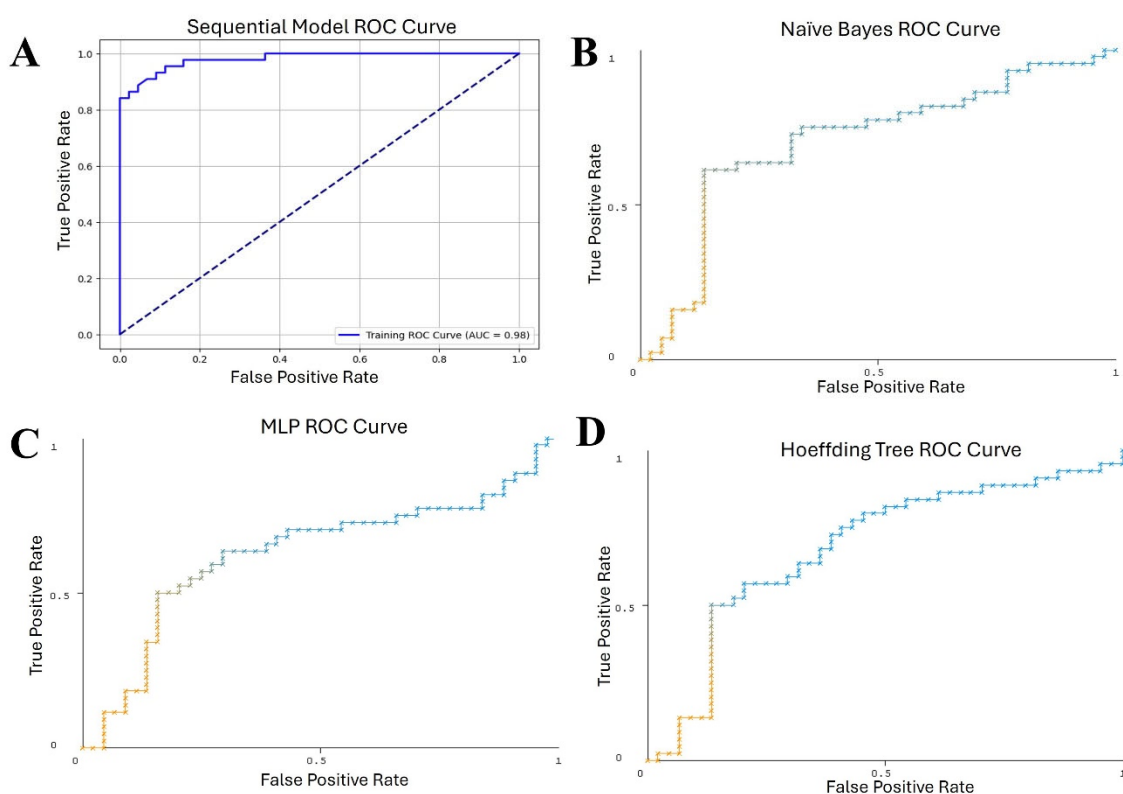 A
Sequential Model ROC Curve
True Positive Rate
1.0
0.8
0.6
0.4
0.2
0.0
0.0 0.2 0.4 0.6 0.8 1.0
Training ROC Curve (AUC = 0.98)
False Positive Rate
B
Naïve Bayes ROC Curve
True Positive Rate
1
0.5
0
0 0.5 1
False Positive Rate
C
MLP ROC Curve
True Positive Rate
1
0.5
0
0 0.5 1
False Positive Rate
D
Hoeffding Tree ROC Curve
True Positive Rate
1
0.5
0
0 0.5 1
False Positive Rate